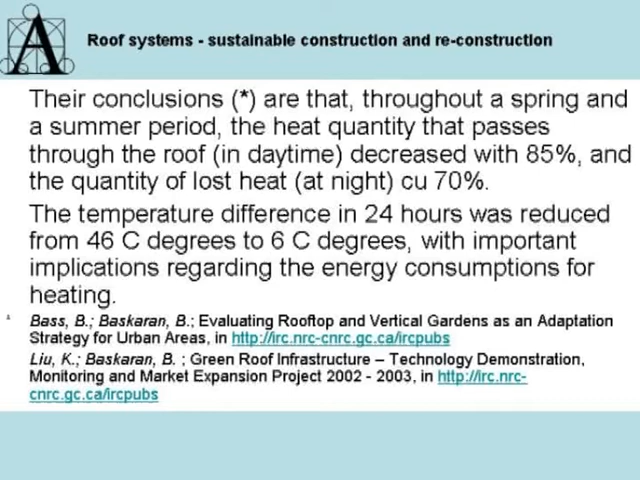 Roof systems - sustainable construction and re-construction
Their conclusions (*) are that, throughout a spring and
a summer period, the heat quantity that passes
through the roof (in daytime) decreased with 85%, and
the quantity of lost heat (at night) cu 70%.
The temperature difference in 24 hours was reduced
from 46 C degrees to 6 C degrees, with important
implications regarding the energy consumptions for
heating.
Bass, B.; Baskaran, B.; Evaluating Rooftop and Vertical Gardens as an Adaptation
Strategy for Urban Areas, in http://irc.nrc-cnrc.gc.ca/ircpubs
Liu, K.; Baskaran, B. ; Green Roof Infrastructure – Technology Demonstration,
Monitoring and Market Expansion Project 2002 - 2003, in http://irc.nrc-
cnrc.gc.ca/ircpubs